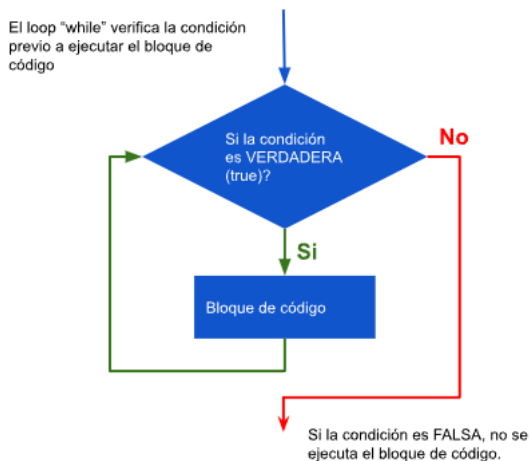 El loop “while” verifica la condición
previo a ejecutar el bloque de
código
Si la condición
es VERDADERA
(true)?
No
Si
Bloque de código
Si la condición es FALSA, no se
ejecuta el bloque de código.